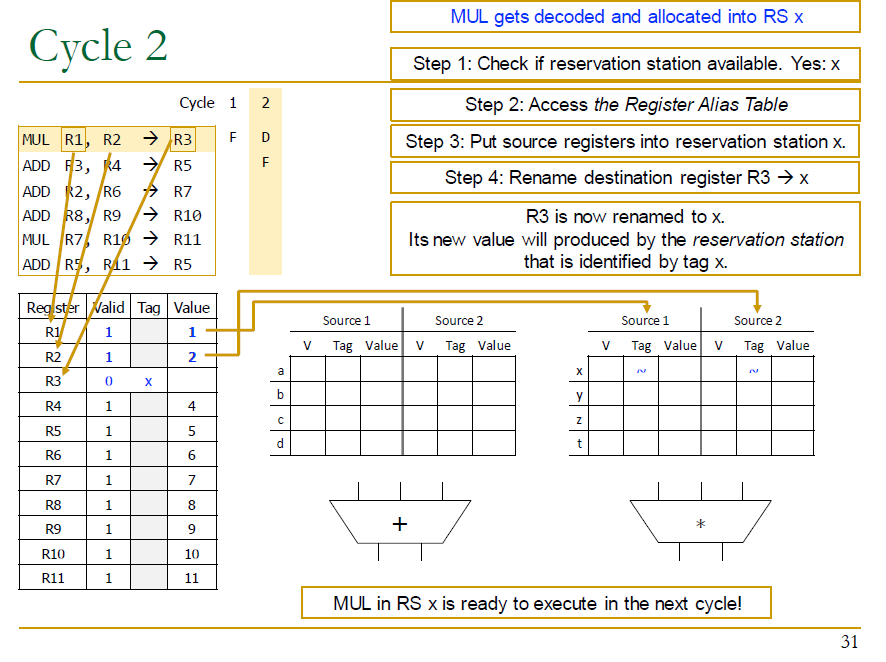 Cycle 2
MUL gets decoded and allocated into RS x
Step 1: Check if reservation station available. Yes: x
Step 2: Access the Register Alias Table
Step 3: Put source registers into reservation station x.
Step 4: Rename destination register R3 → x
R3 is now renamed to x.
Its new value will produced by the reservation station
that is identified by tag x.
Cycle 1 2
MUL R1, R2 → R3 F D
ADD R3, R4 → R5 F
ADD R2, R6 → R7
ADD R8, R9 → R10
MUL R7, R10 → R11
ADD R5, R11 → R5
Register Valid Tag Value
R1 1 1
R2 1 2
R3 0 x
R4 1 4
R5 1 5
R6 1 6
R7 1 7
R8 1 8
R9 1 9
R10 1 10
R11 1 11
Source 1 Source 2
V Tag Value V Tag Value
a
b
c
d
+
Source 1 Source 2
V Tag Value V Tag Value
x ~ ~
y
z
t
*
MUL in RS x is ready to execute in the next cycle!
31